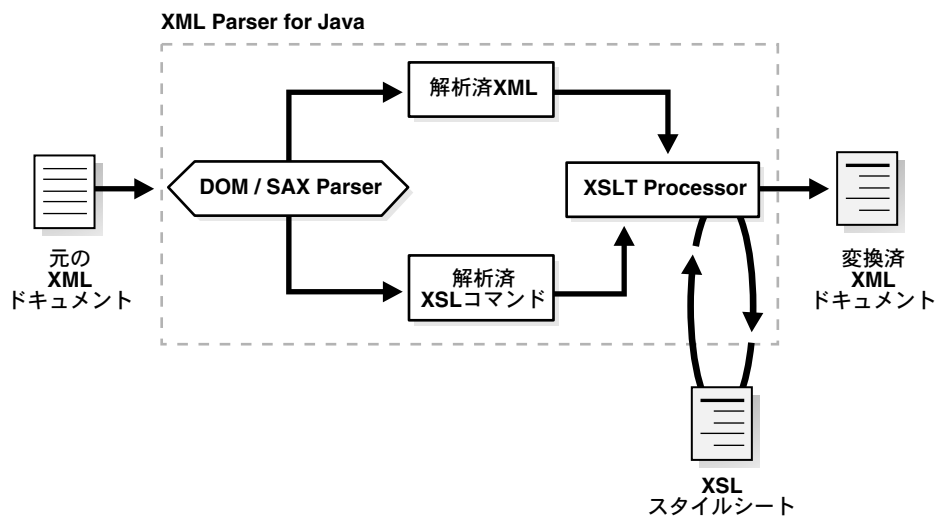 XML Parser for Java
解析済XML
DOM / SAX Parser
XSLT Processor
元の
XML
ドキュメント
解析済
XSLコマンド
変換済
XML
ドキュメント
XSL
スタイルシート